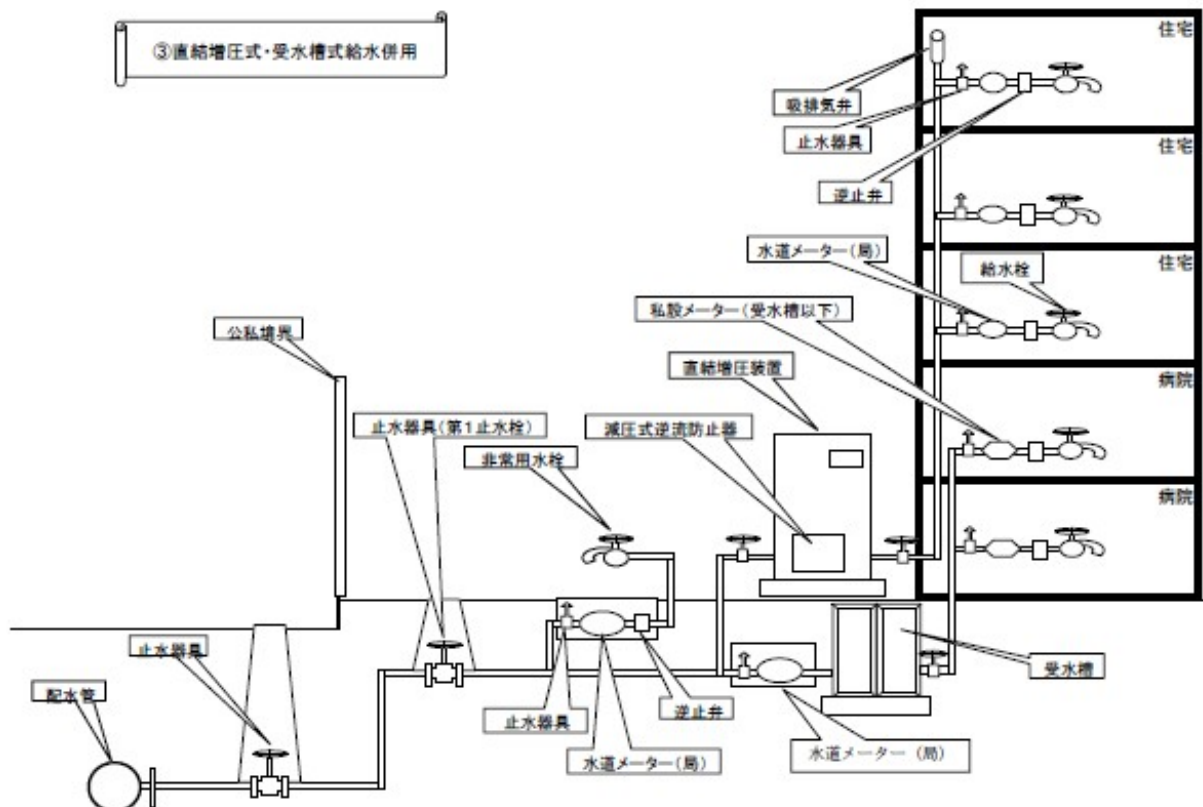 ③直結増圧式・受水槽式給水併用
住宅
吸排気弁
止水器具
住宅
逆止弁
水道メーター(局)
給水栓
住宅
私設メーター(受水槽以下)
公私境界
直結増圧装置
病院
止水器具(第1止水栓)
減圧式逆流防止器
非常用水栓
病院
止水器具
受水槽
配水管
止水器具
逆止弁
水道メーター(局)
水道メーター (局)